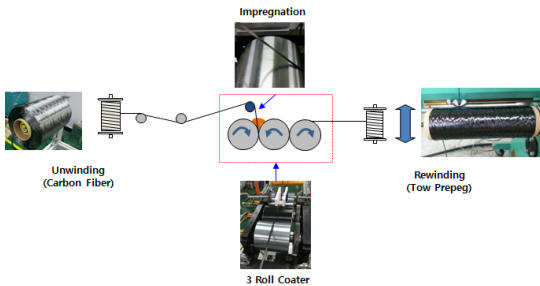 Impregnation
Unwinding
(Carbon Fiber)
Rewinding
(Tow Prepeg)
3 Roll Coater